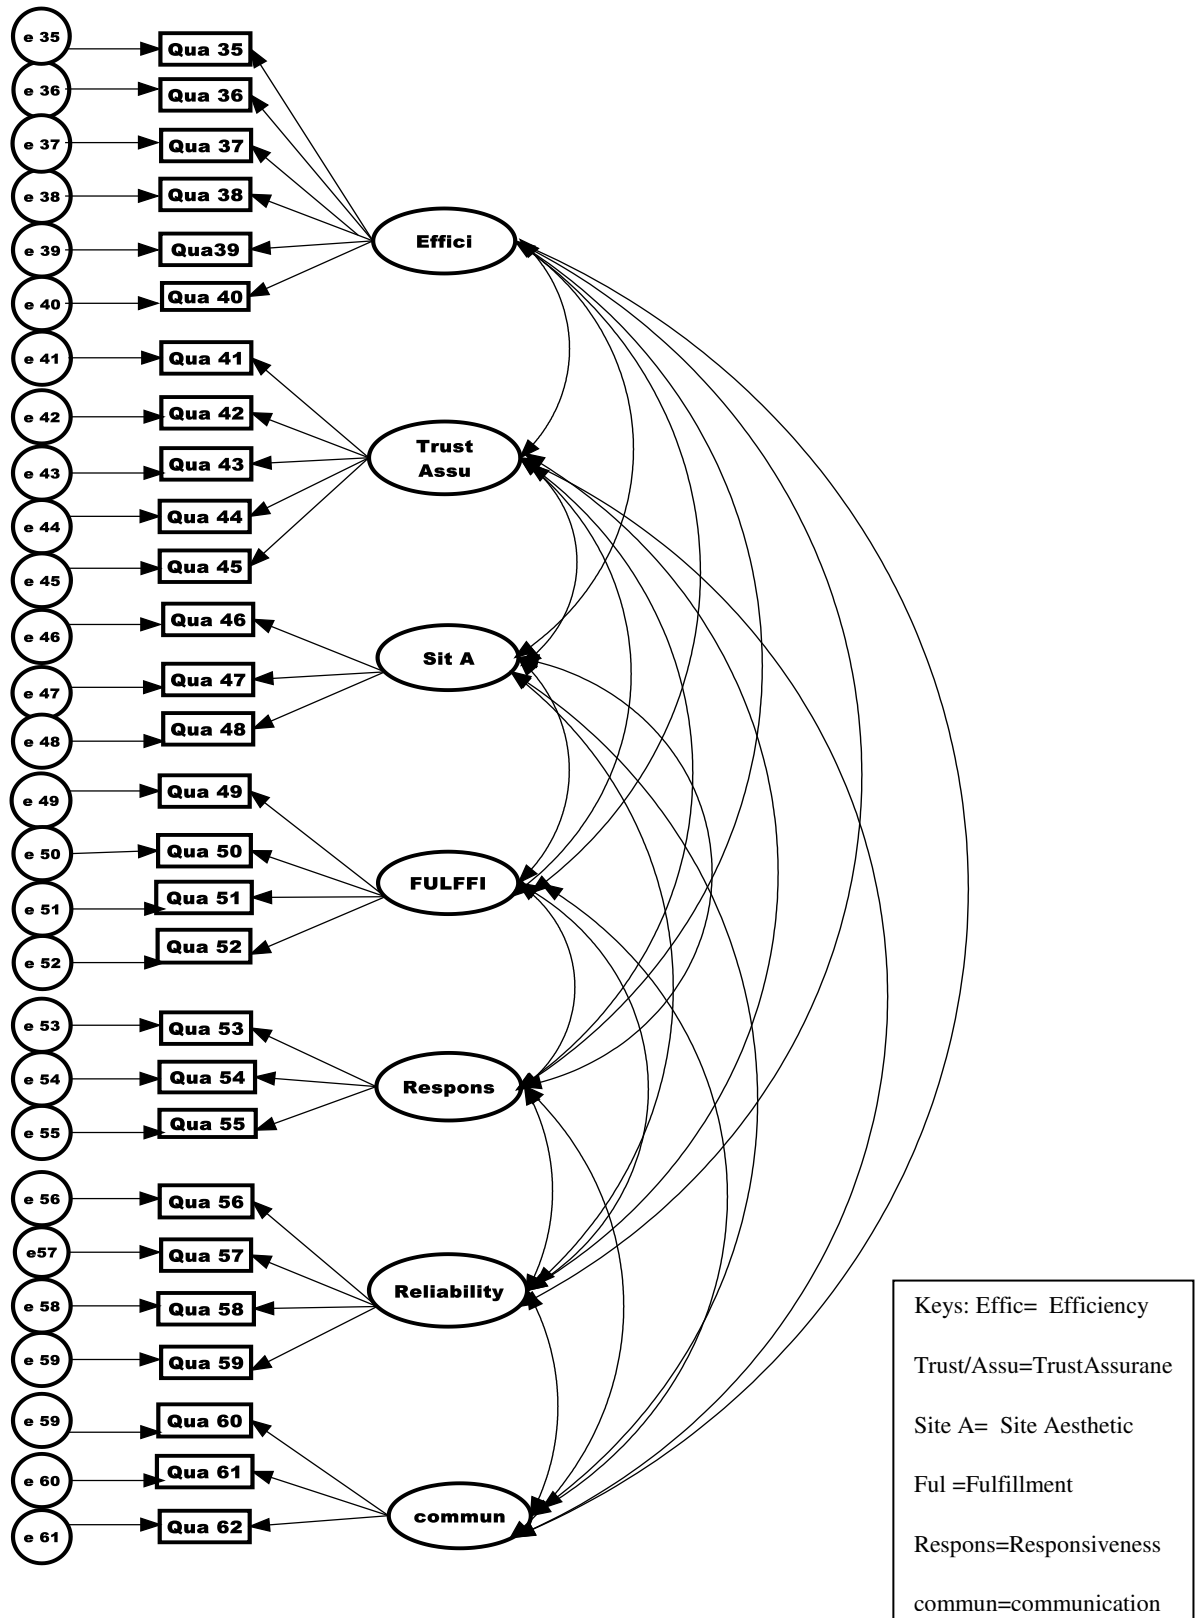 e 35
Qua 35
e 36
Qua 36
e 37
Qua 37
e 38
Qua 38
e 39
Qua39
e 40
Qua 40
Effici
e 41
Qua 41
e 42
Qua 42
e 43
Qua 43
e 44
Qua 44
e 45
Qua 45
Trust
Assu
e 46
Qua 46
e 47
Qua 47
e 48
Qua 48
Sit A
e 49
Qua 49
e 50
Qua 50
e 51
Qua 51
e 52
Qua 52
FULFFI
e 53
Qua 53
e 54
Qua 54
e 55
Qua 55
Respons
e 56
Qua 56
e57
Qua 57
e 58
Qua 58
e 59
Qua 59
Reliability
e 59
Qua 60
e 60
Qua 61
e 61
Qua 62
commun
Keys: Effic= Efficiency
Trust/Assu=TrustAssurane
Site A= Site Aesthetic
Ful =Fulfillment
Respons=Responsiveness
commun=communication